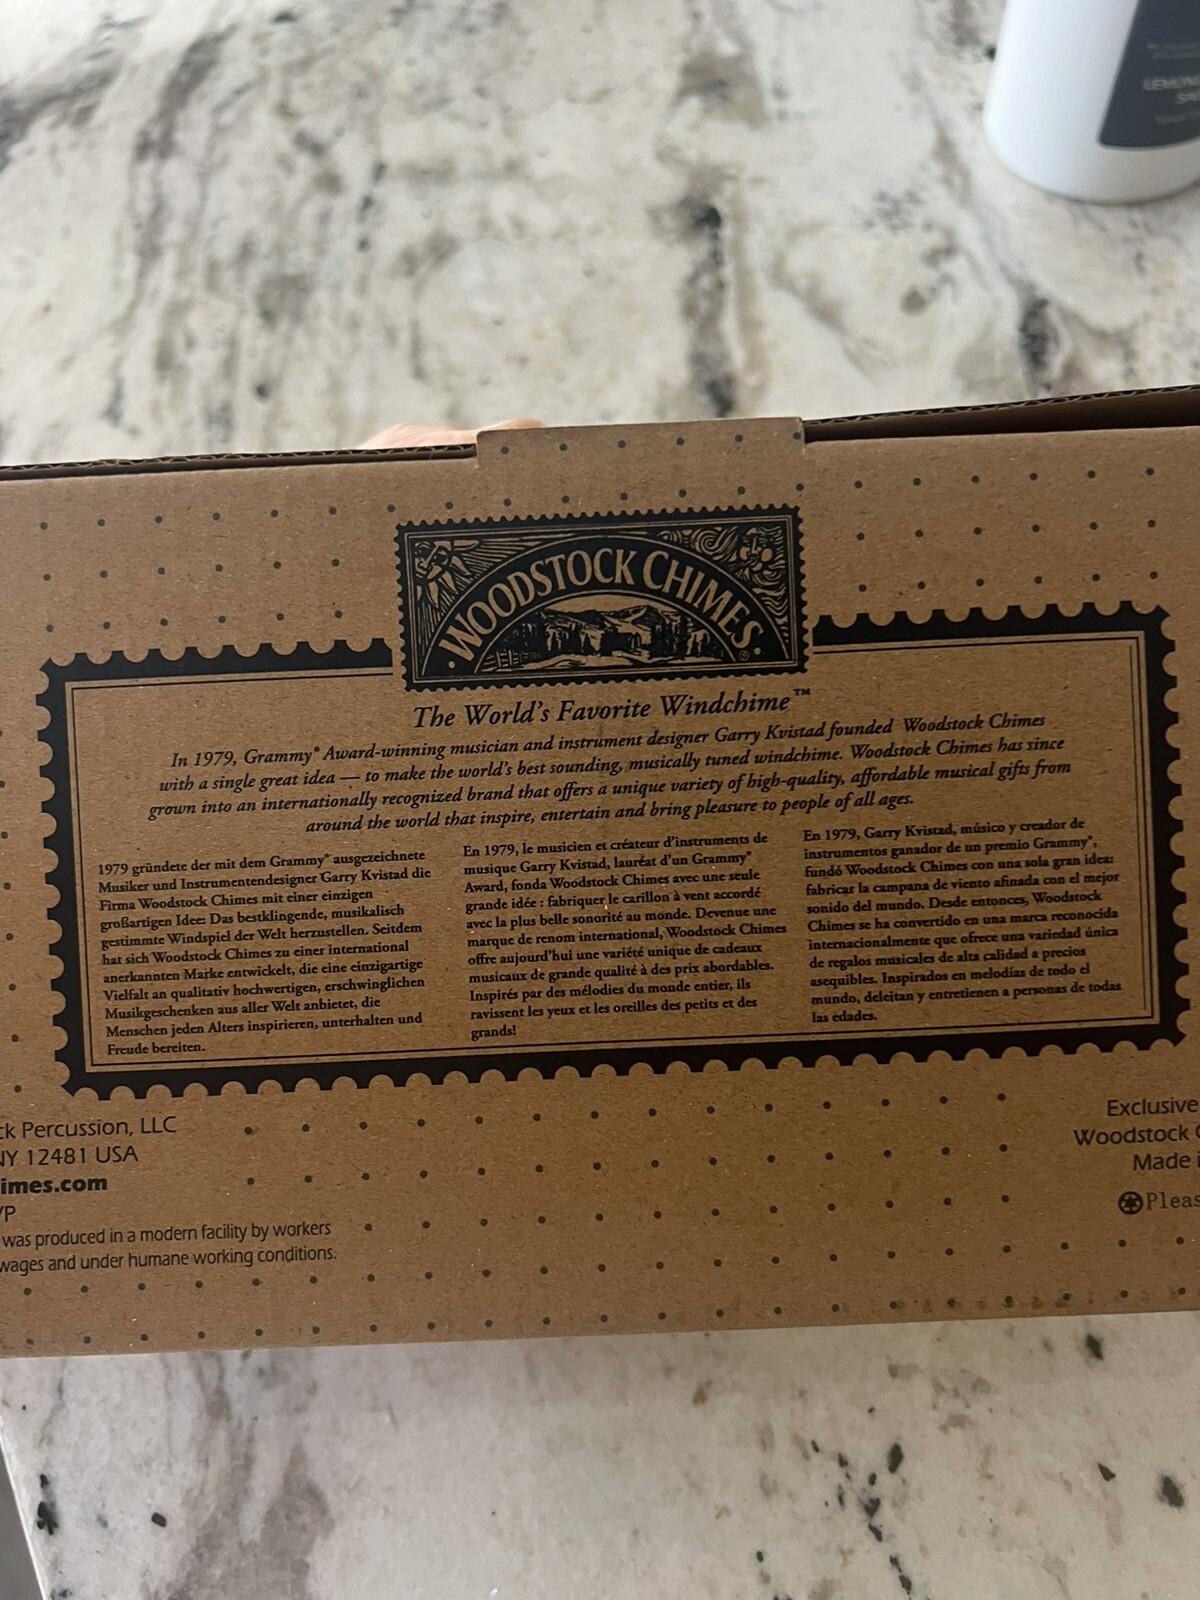 LEMON
WOODSTOCK CHIMES ®
The World's Favorite Windchime™
In 1979, Grammy® Award-winning musician and instrument designer Garry Kvistad founded Woodstock Chimes
with a single great idea — to make the world's best sounding, musically tuned windchime. Woodstock Chimes has since
grown into an internationally recognized brand that offers a unique variety of high-quality, affordable musical gifts from
around the world that inspire, entertain and bring pleasure to people of all ages.
1979 gründete der mit dem Grammy® ausgezeichnete
Musiker und Instrumentendesigner Garry Kvistad die
Firma Woodstock Chimes mit einer einzigen
großartigen Idee: Das bestklingende, musikalisch
gestimmte Windspiel der Welt herzustellen. Seitdem
hat sich Woodstock Chimes zu einer international
anerkannten Marke entwickelt, die eine einzigartige
Vielfalt an qualitativ hochwertigen, erschwinglichen
Musikgeschenken aus aller Welt anbietet, die
Menschen jeden Alters inspirieren, unterhalten und
Freude bereiten.
En 1979, le musicien et créateur d'instruments de
musique Garry Kvistad, lauréat d'un Grammy®
Award, fonda Woodstock Chimes avec une seule
grande idée : fabriquer le carillon à vent accordé
avec la plus belle sonorité au monde. Devenue une
marque de renom international, Woodstock Chimes
offre aujourd'hui une variété unique de cadeaux
musicaux de grande qualité à des prix abordables.
Inspirés par des mélodies du monde entier, ils
ravissent les yeux et les oreilles des petits et des
grands!
En 1979, Garry Kvistad, músico y creador de
instrumentos ganador de un premio Grammy®,
fundó Woodstock Chimes con una sola gran idea:
fabricar la campana de viento afinada con el mejor
sonido del mundo. Desde entonces, Woodstock
Chimes se ha convertido en una marca reconocida
internacionalmente que ofrece una variedad única
de regalos musicales de alta calidad a precios
asequibles. Inspirados en melodías de todo el
mundo, deleitan y entretienen a personas de todas
las edades.
ck Percussion, LLC
NY 12481 USA
imes.com
VP
was produced in a modern facility by workers
wages and under humane working conditions.
Exclusive
Woodstock C
Made i
Pleas